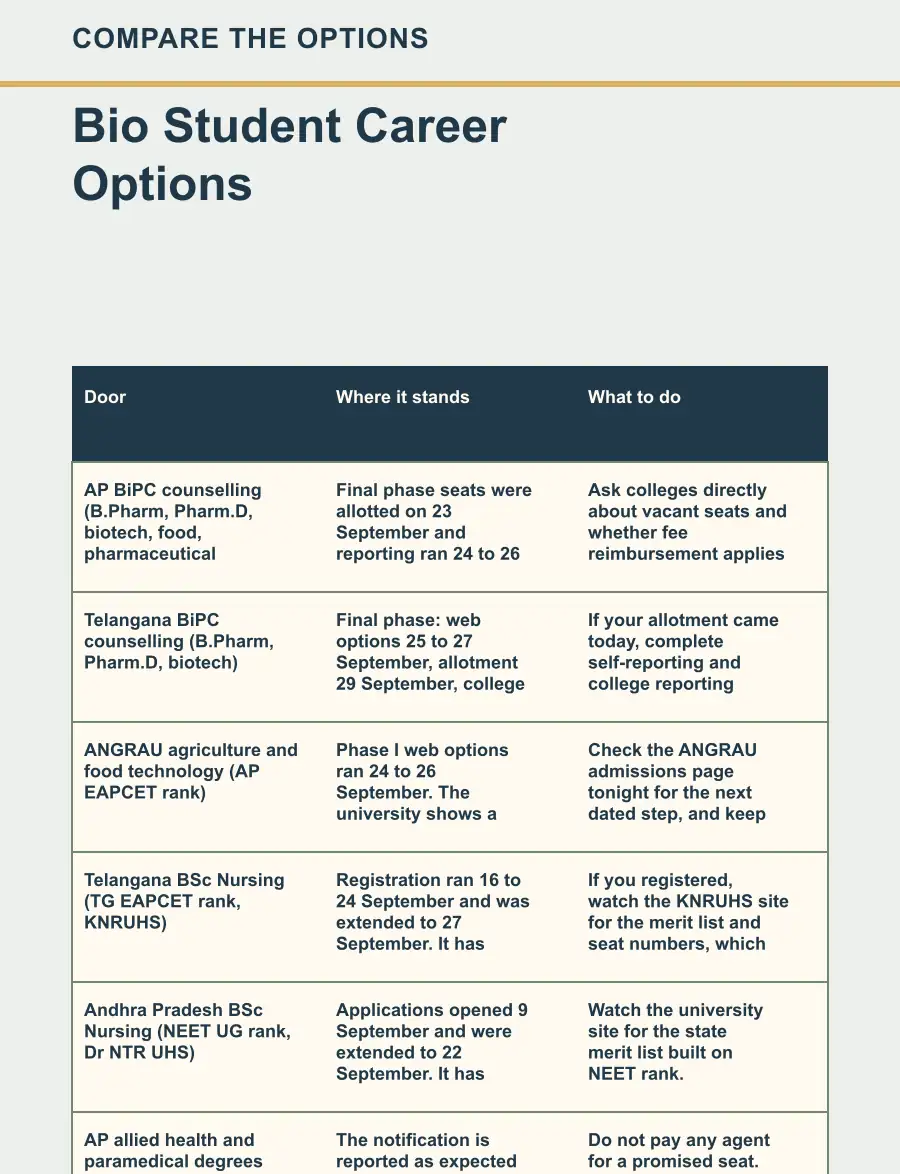 COMPARE THE OPTIONS
Bio Student Career
Options
Door
Where it stands
What to do
AP BiPC counselling
(B.Pharm, Pharm.D,
biotech, food,
pharmaceutical
Final phase seats were
allotted on 23
September and
reporting ran 24 to 26
Ask colleges directly
about vacant seats and
whether fee
reimbursement applies
Telangana BiPC
counselling (B.Pharm,
Pharm.D, biotech)
Final phase: web
options 25 to 27
September, allotment
29 September, college
If your allotment came
today, complete
self-reporting and
college reporting
ANGRAU agriculture and
food technology (AP
EAPCET rank)
Phase I web options
ran 24 to 26
September. The
university shows a
Check the ANGRAU
admissions page
tonight for the next
dated step, and keep
Telangana BSc Nursing
(TG EAPCET rank,
KNRUHS)
Registration ran 16 to
24 September and was
extended to 27
September. It has
If you registered,
watch the KNRUHS site
for the merit list and
seat numbers, which
Andhra Pradesh BSc
Nursing (NEET UG rank,
Dr NTR UHS)
Applications opened 9
September and were
extended to 22
September. It has
Watch the university
site for the state
merit list built on
NEET rank.
AP allied health and
paramedical degrees
The notification is
reported as expected
Do not pay any agent
for a promised seat.